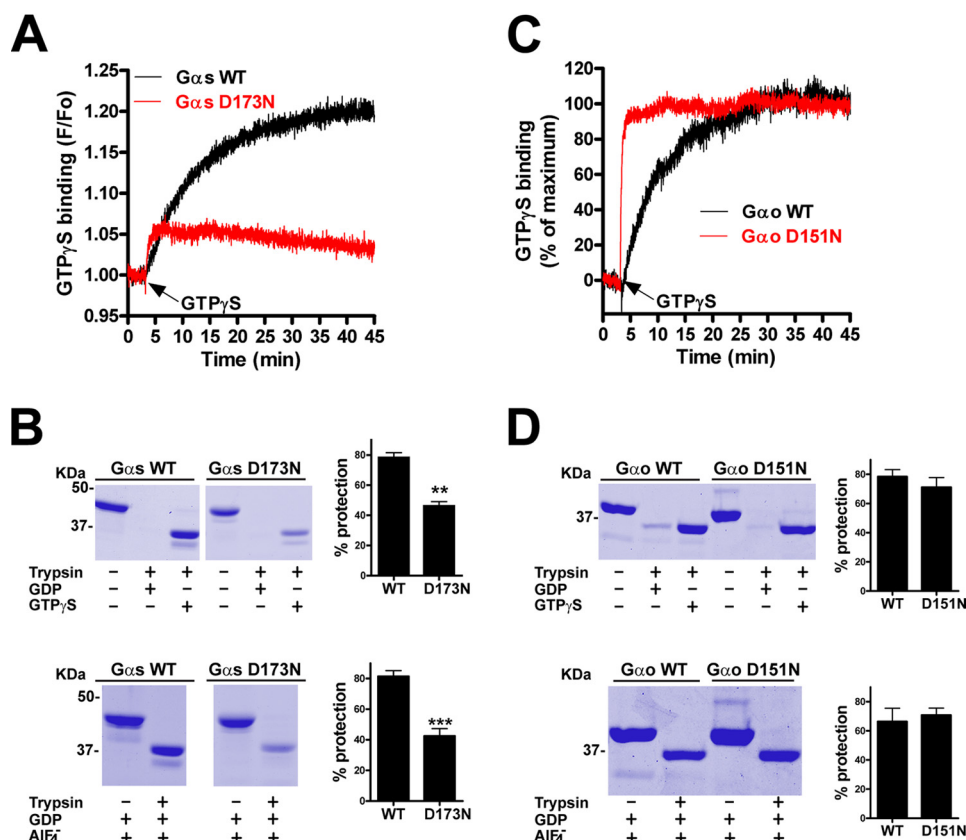 A
GTPγS binding (F/Fo)
1.25
1.20
1.15
1.10
1.05
1.00
0.95
Gαs WT
Gαs D173N
GTPγS
0 5 10 15 20 25 30 35 40 45
Time (min)
C
GTPγS binding
(% of maximum)
120
100
80
60
40
20
0
Gαo WT
Gαo D151N
GTPγS
0 5 10 15 20 25 30 35 40 45
Time (min)
B
KDa
Gαs WT Gαs D173N
50-
37-
Trypsin - + + - + +
GDP - + - - + -
GTPγS - - + - - +
% protection
80
60
40
20
0
**
WT D173N
KDa
Gαs WT Gαs D173N
50-
37-
Trypsin - + - +
GDP + + + +
AlF4- + + + +
% protection
80
60
40
20
0
***
WT D173N
D
KDa
Gαo WT Gαo D151N
37-
Trypsin - + + - + +
GDP - + - - + -
GTPγS - - + - - +
% protection
80
60
40
20
0
WT D151N
KDa
Gαo WT Gαo D151N
37-
Trypsin - + - +
GDP + + + +
AlF4- + + + +
% protection
80
60
40
20
0
WT D151N